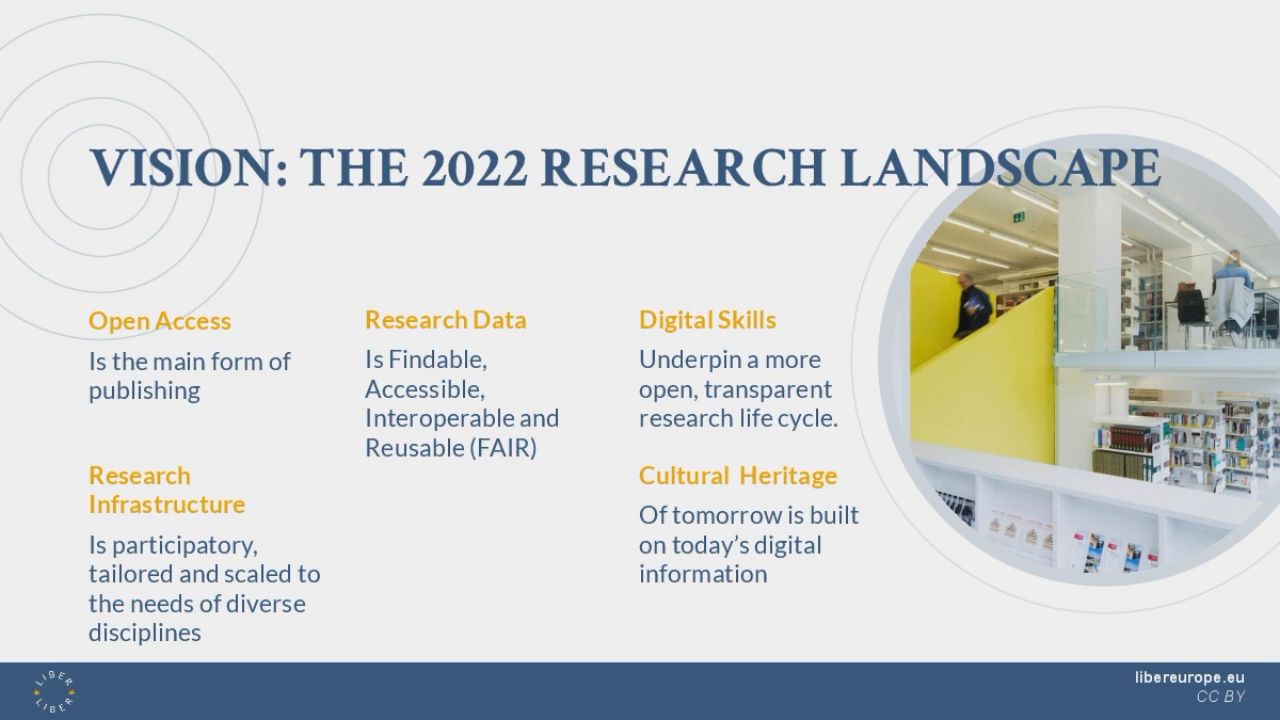 VISION: THE 2022 RESEARCH LANDSCAPE
Open Access
Is the main form of
publishing
Research Data
Is Findable,
Accessible,
Interoperable and
Reusable (FAIR)
Digital Skills
Underpin a more
open, transparent
research life cycle.
Research
Infrastructure
Is participatory,
tailored and scaled to
the needs of diverse
disciplines
Cultural Heritage
Of tomorrow is built
on today’s digital
information
LIBER
LIBER
libereurope.eu
CC BY